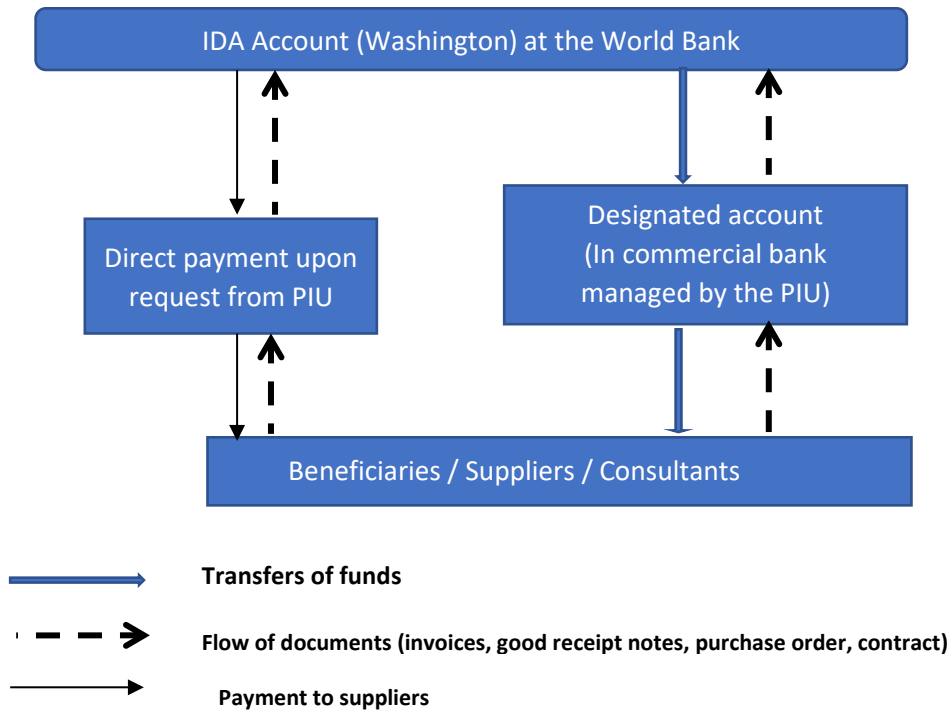 IDA Account (Washington) at the World Bank
Direct payment upon
request from PIU
Designated account
(In commercial bank
managed by the PIU)
Beneficiaries / Suppliers / Consultants
Transfers of funds
Flow of documents (invoices, good receipt notes, purchase order, contract)
Payment to suppliers